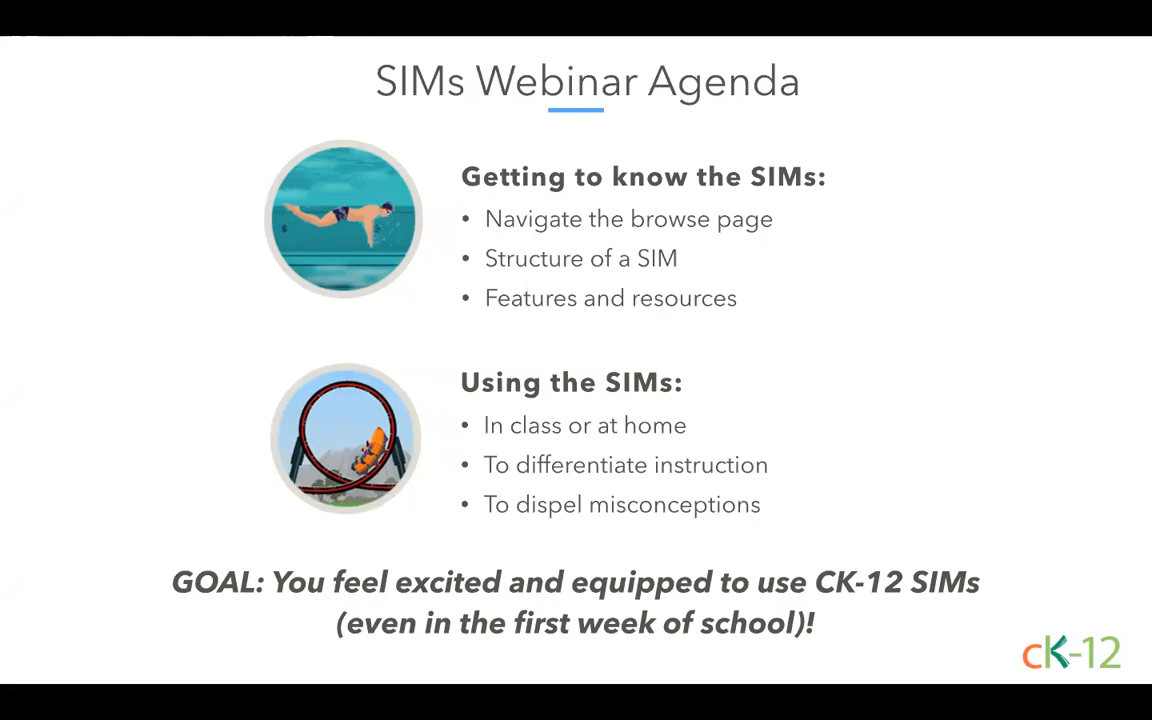 SIMs Webinar Agenda
Getting to know the SIMs:
• Navigate the browse page
• Structure of a SIM
• Features and resources
Using the SIMs:
• In class or at home
• To differentiate instruction
• To dispel misconceptions
GOAL: You feel excited and equipped to use CK-12 SIMs
(even in the first week of school)!
cK-12